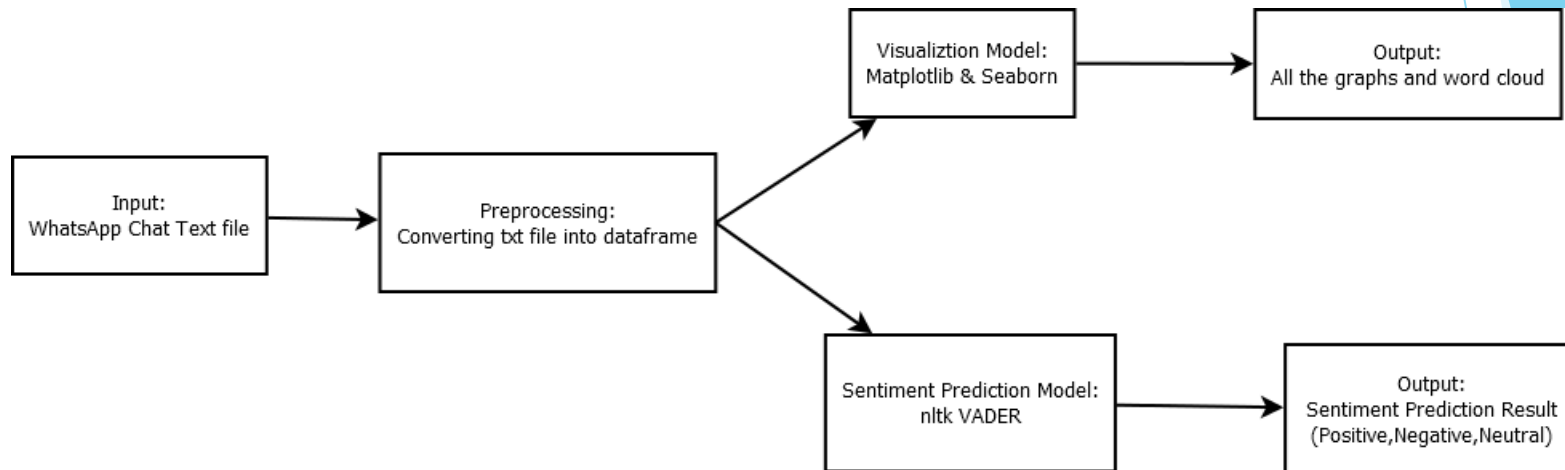 Input:
WhatsApp Chat Text file
Preprocessing:
Converting txt file into dataframe
Visualiztion Model:
Matplotlib & Seaborn
Output:
All the graphs and word cloud
Sentiment Prediction Model:
nltk VADER
Output:
Sentiment Prediction Result
(Positive,Negative,Neutral)